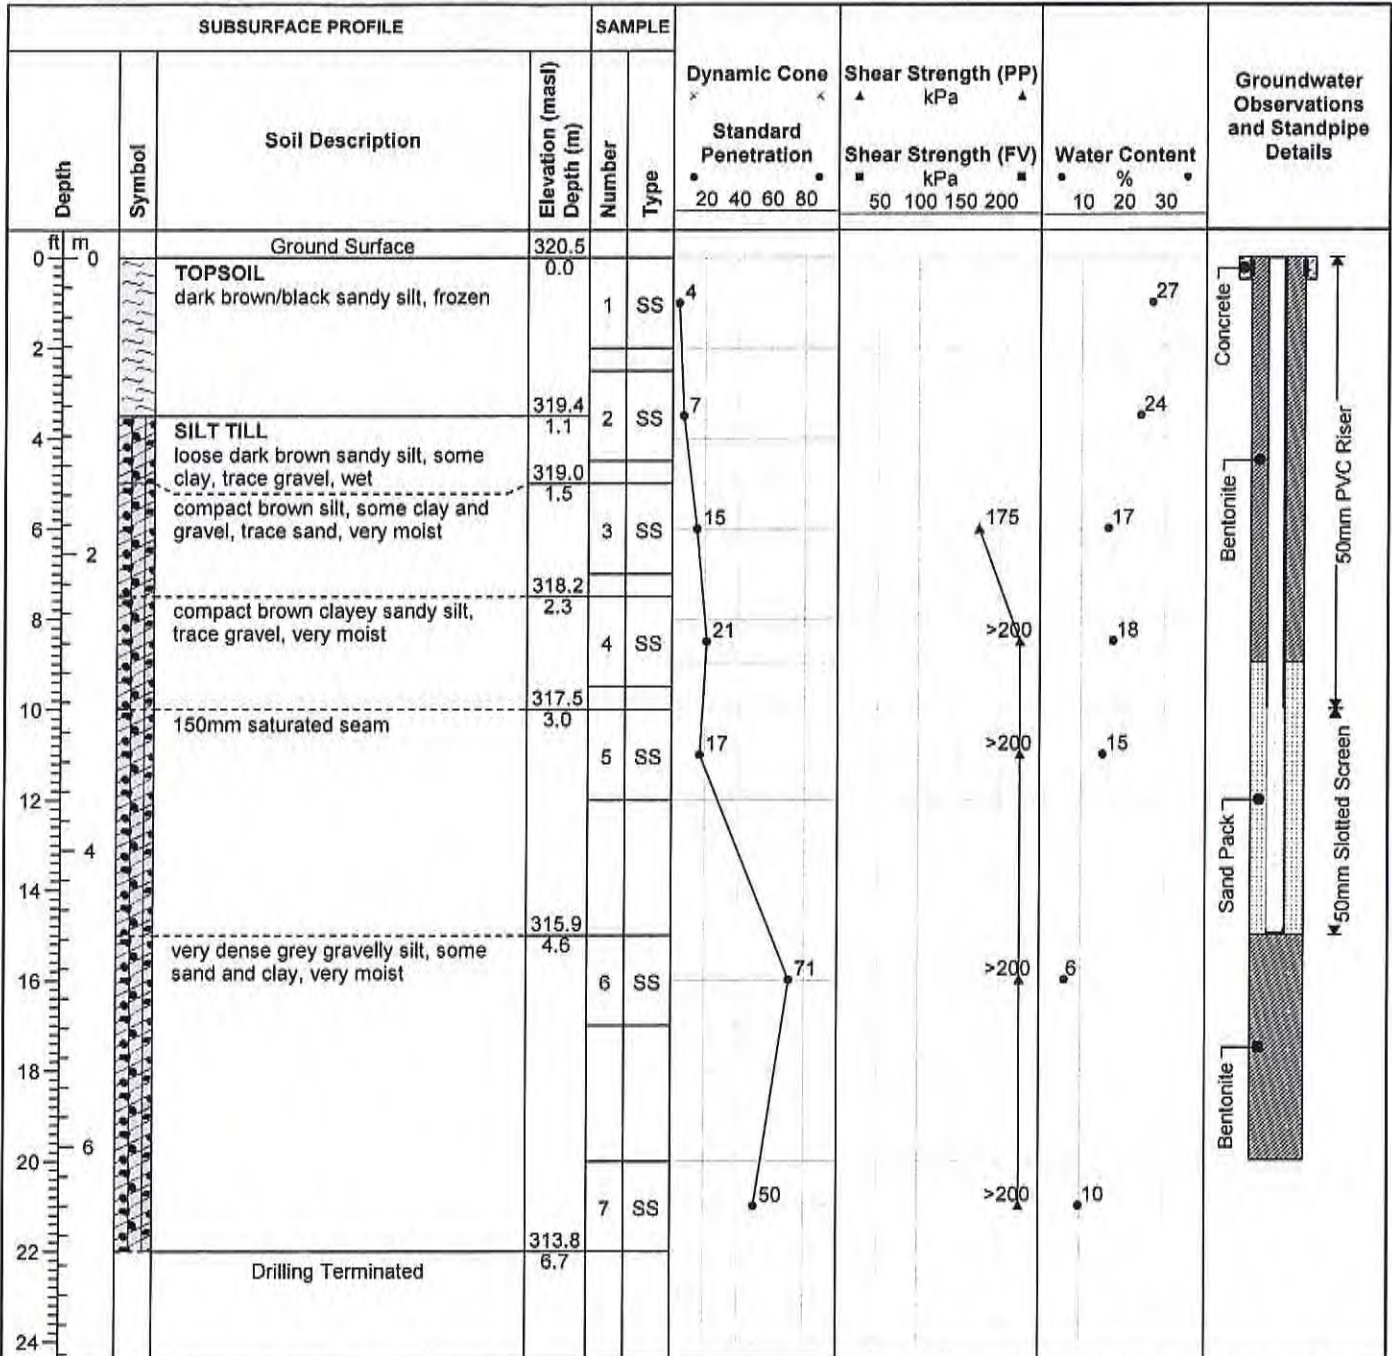 SUBSURFACE PROFILE
SAMPLE
Depth
Symbol
Soil Description
Elevation (masl)
Depth (m)
Number
Type
Dynamic Cone
Standard
Penetration
20 40 60 80
Shear Strength (PP)
kPa
Shear Strength (FV)
kPa
50 100 150 200
Water Content
%
10 20 30
Groundwater
Observations
and Standpipe
Details
ft m
Ground Surface
320.5
0 0
0.0
TOPSOIL
dark brown/black sandy silt, frozen
1 SS
4
27
2
319.4
1.1
2 SS
7
24
4
SILT TILL
loose dark brown sandy silt, some
clay, trace gravel, wet
319.0
1.5
compact brown silt, some clay and
gravel, trace sand, very moist
3 SS
15
175
17
6
2
318.2
2.3
compact brown clayey sandy silt,
trace gravel, very moist
4 SS
21
>200
18
8
317.5
3.0
10
150mm saturated seam
5 SS
17
>200
15
12
4
14
315.9
4.6
very dense grey gravelly silt, some
sand and clay, very moist
6 SS
71
>200
6
16
18
6
20
7 SS
50
>200
10
313.8
6.7
22
Drilling Terminated
24
Concrete
Bentonite
50mm PVC Riser
Sand Pack
50mm Slotted Screen
Bentonite